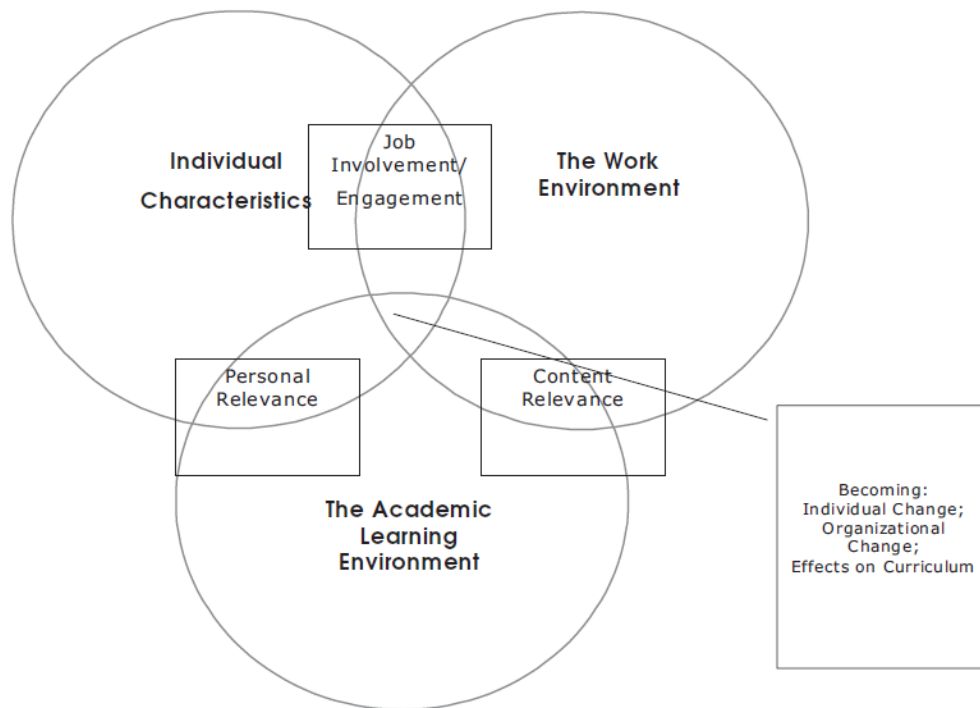 Individual
Characteristics
Job
Involvement/
Engagement
The Work
Environment
Personal
Relevance
Content
Relevance
The Academic
Learning
Environment
Becoming:
Individual Change;
Organizational
Change;
Effects on Curriculum